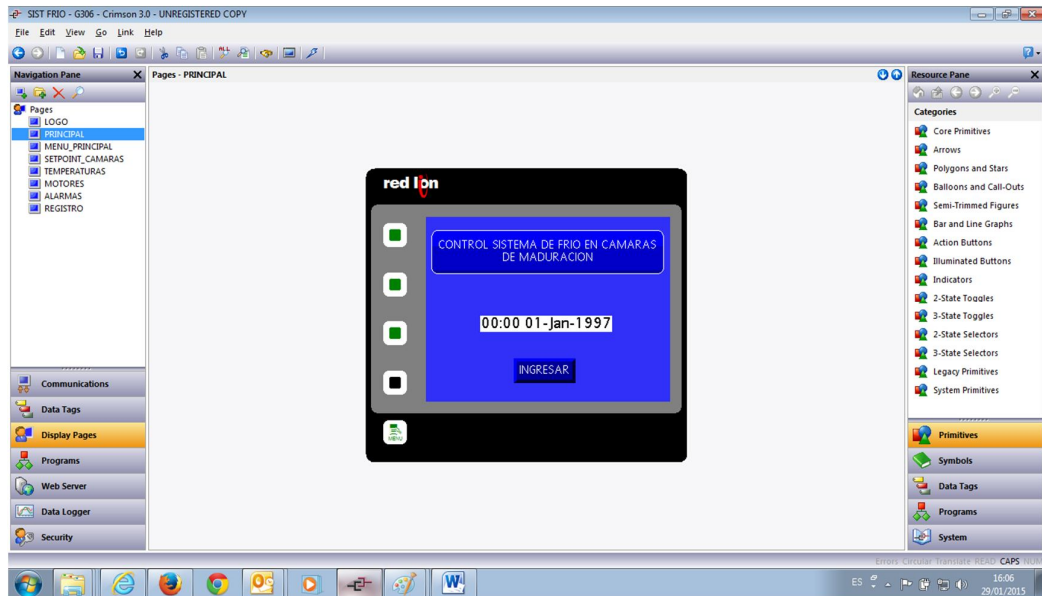 SIST FRIO - G306 - Crimson 3.0 - UNREGISTERED COPY
File Edit View Go Link Help
Navigation Pane
Pages
LOGO
PRINCIPAL
MENU_PRINCIPAL
SETPOINT_CAMARAS
TEMPERATURAS
MOTORES
ALARMAS
REGISTRO
Communications
Data Tags
Display Pages
Programs
Web Server
Data Logger
Security
Pages - PRINCIPAL
red lion
CONTROL SISTEMA DE FRIO EN CAMARAS
DE MADURACION
00:00 01-Jan-1997
INGRESAR
MENU
Resource Pane
Categories
Core Primitives
Arrows
Polygons and Stars
Balloons and Call-Outs
Semi-Trimmed Figures
Bar and Line Graphs
Action Buttons
Illuminated Buttons
Indicators
2-State Toggles
3-State Toggles
2-State Selectors
3-State Selectors
Legacy Primitives
System Primitives
Primitives
Symbols
Data Tags
Programs
System
Errors Circular Translate READ CAPS NUM
ES
16:06
29/01/2015